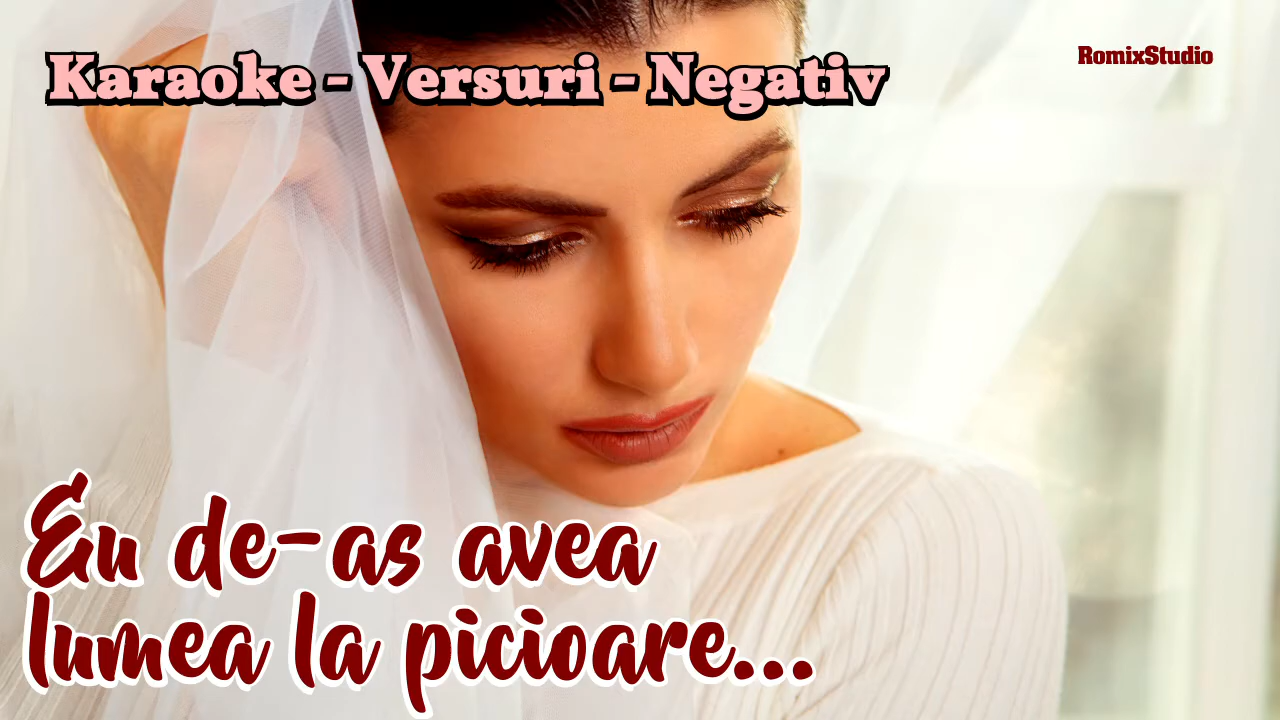 Karaoke - Versuri - Negativ
RomixStudio
Eu de-as avea
lumea la picioare...